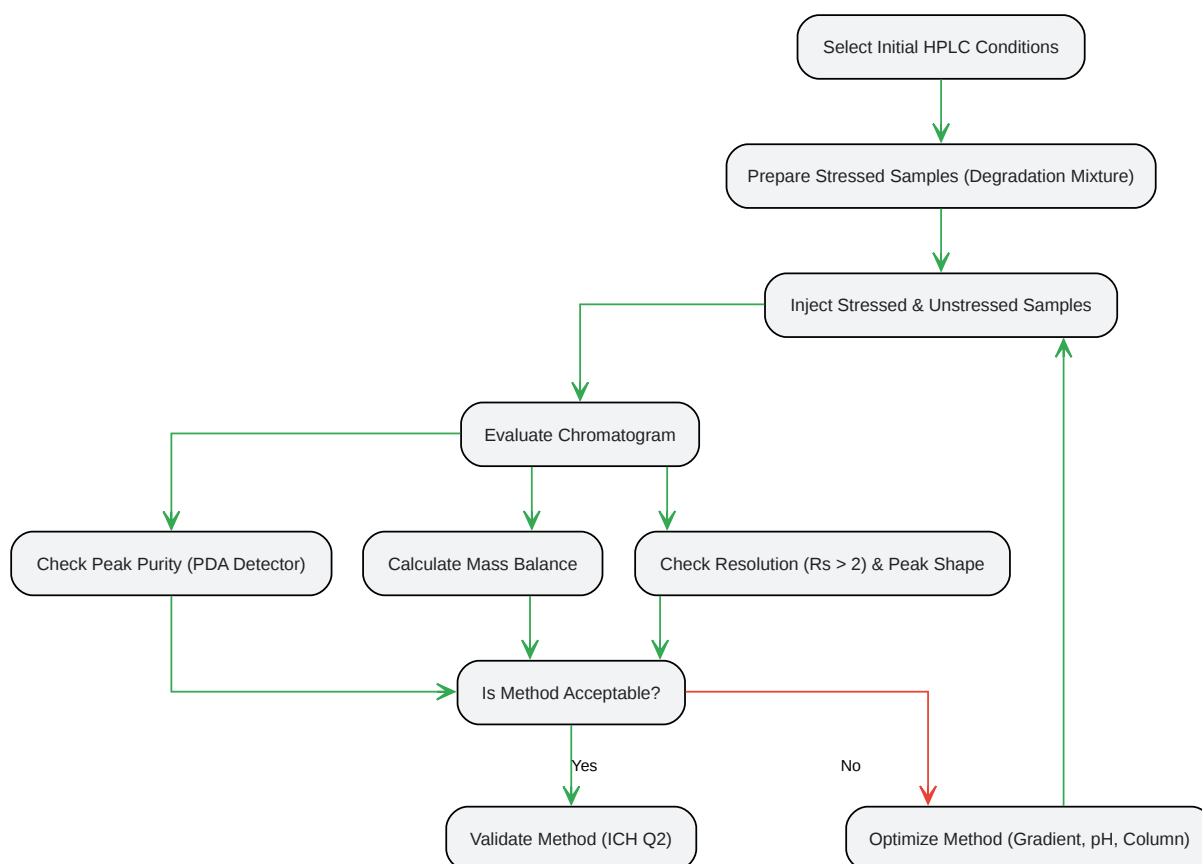 Select Initial HPLC Conditions
Prepare Stressed Samples (Degradation Mixture)
Inject Stressed & Unstressed Samples
Evaluate Chromatogram
Check Peak Purity (PDA Detector)
Calculate Mass Balance
Check Resolution (Rs > 2) & Peak Shape
Is Method Acceptable?
Yes
No
Validate Method (ICH Q2)
Optimize Method (Gradient, pH, Column)